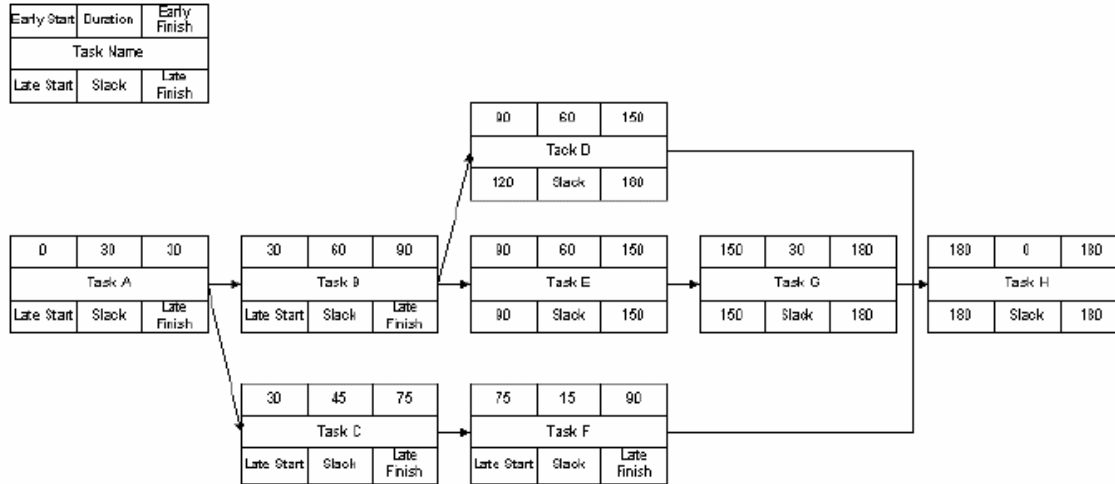 Early Start Duration Early Finish
Task Name
Late Start Slack Late Finish
90 60 150
Task D
120 Slack 180
0 30 30
Task A
Late Start Slack Late Finish
30 60 90
Task B
Late Start Slack Late Finish
90 60 150
Task E
90 Slack 150
150 30 180
Task G
150 Slack 180
180 0 180
Task H
180 Slack 180
30 45 75
Task C
Late Start Slack Late Finish
75 15 90
Task F
Late Start Slack Late Finish